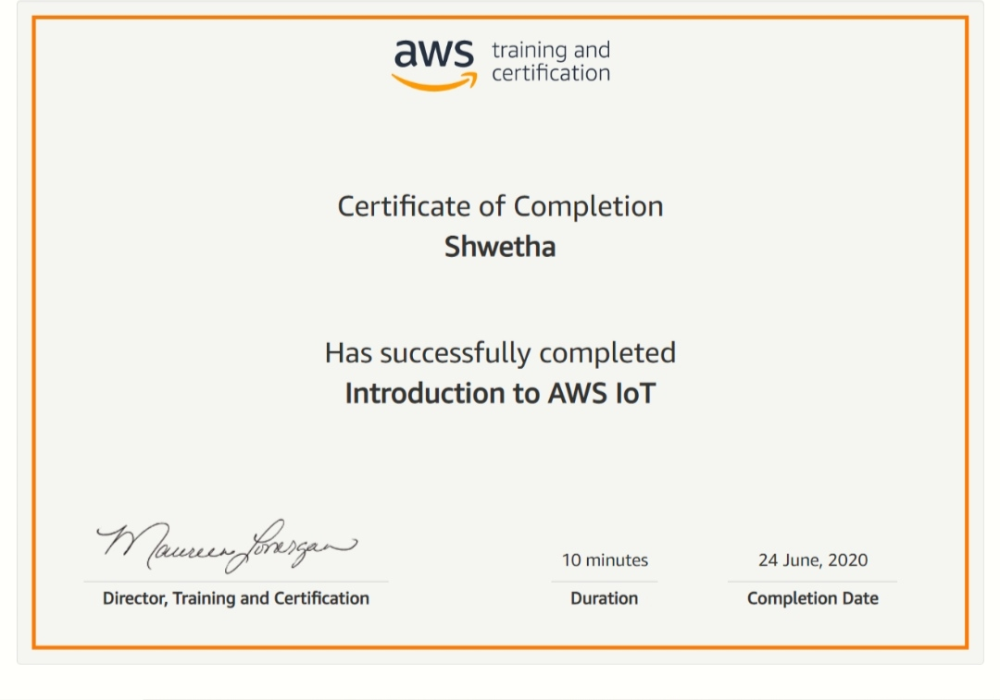 aws training and
certification
Certificate of Completion
Shwetha
Has successfully completed
Introduction to AWS IoT
Maureen Lonergan
10 minutes
24 June, 2020
Director, Training and Certification
Duration
Completion Date